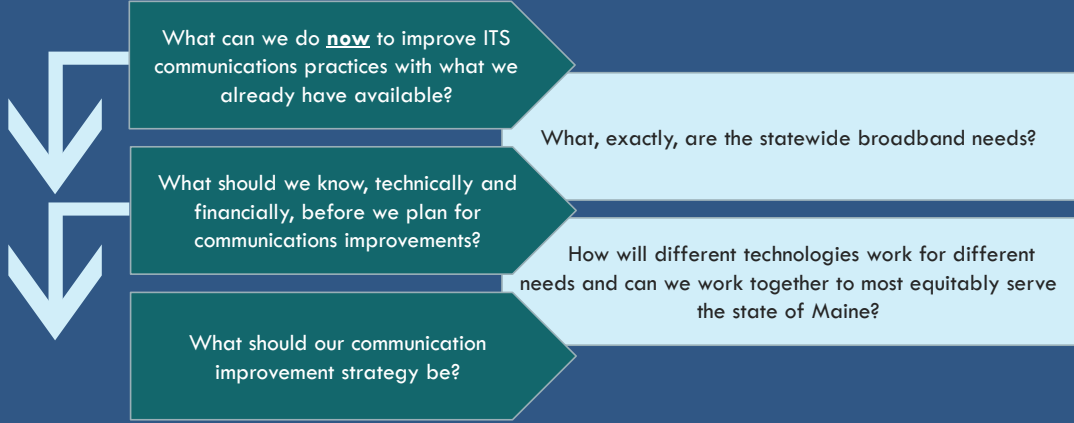 What can we do now to improve ITS
communications practices with what we
already have available?
What, exactly, are the statewide broadband needs?
What should we know, technically and
financially, before we plan for
communications improvements?
How will different technologies work for different
needs and can we work together to most equitably serve
the state of Maine?
What should our communication
improvement strategy be?